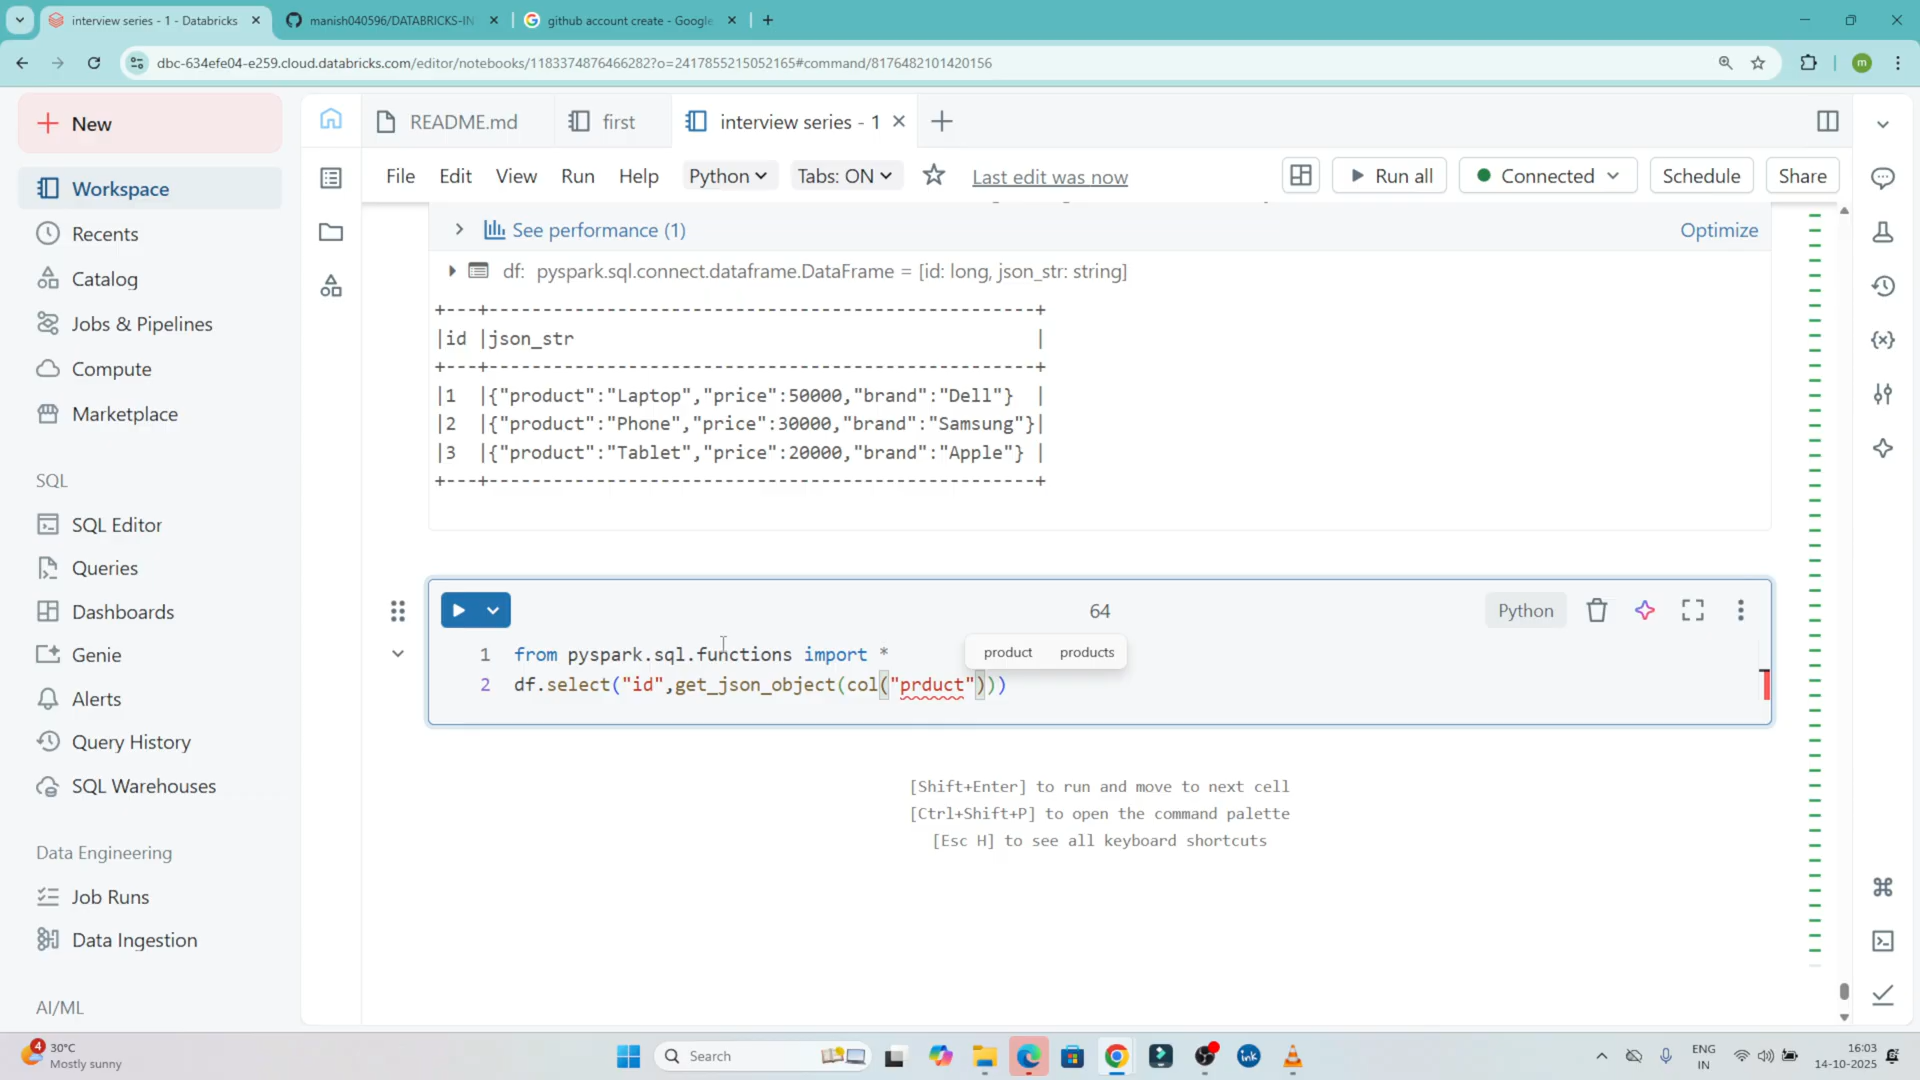 interview series - 1 - Databricks
manish040596/DATABRICKS-IN
github account create - Google
dbc-634efe04-e259.cloud.databricks.com/editor/notebooks/1183374876466282?o=2417855215052165#command/8176482101420156
m
New
Workspace
Recents
Catalog
Jobs & Pipelines
Compute
Marketplace
SQL
SQL Editor
Queries
Dashboards
Genie
Alerts
Query History
SQL Warehouses
Data Engineering
Job Runs
Data Ingestion
AI/ML
README.md
first
interview series - 1
File Edit View Run Help Python Tabs: ON Last edit was now
Run all Connected Schedule Share
See performance (1) Optimize
df: pyspark.sql.connect.dataframe.DataFrame = [id: long, json_str: string]
+---+---------------------------------------------------+
|id |json_str |
+---+---------------------------------------------------+
|1 |{"product":"Laptop","price":50000,"brand":"Dell"} |
|2 |{"product":"Phone","price":30000,"brand":"Samsung"}|
|3 |{"product":"Tablet","price":20000,"brand":"Apple"} |
+---+---------------------------------------------------+
64
Python
1 from pyspark.sql.functions import *
product products
2 df.select("id",get_json_object(col("prduct")))
[Shift+Enter] to run and move to next cell
[Ctrl+Shift+P] to open the command palette
[Esc H] to see all keyboard shortcuts
4
30°C
Mostly sunny
Search
ink
ENG
IN
16:03
14-10-2025